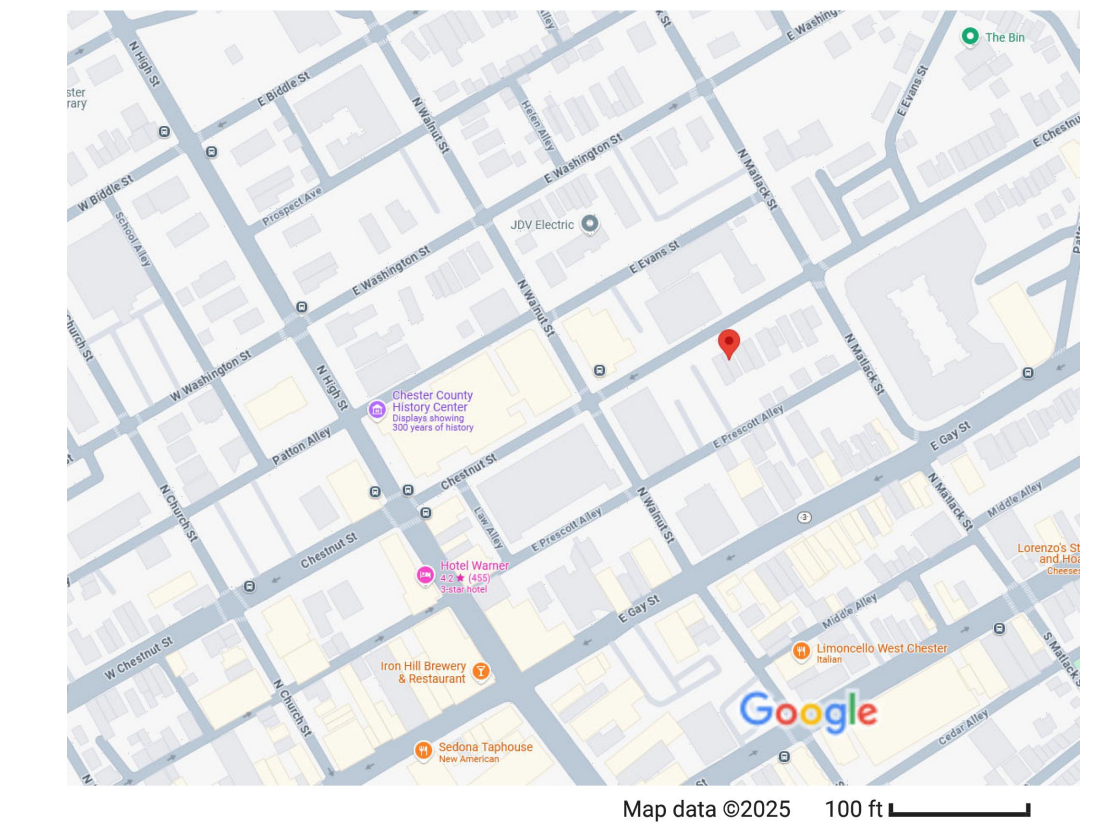 N High St
E Biddle St
W Biddle St
School Alley
Prospect Ave
N Walnut St
Helen Alley
Alley
E Washington St
E Evans St
The Bin
E Chestnu
N Matlack St
JDV Electric
E Washington St
E Evans St
N Walnut St
Church St
W Washington St
N High St
Patton Alley
Chester County
History Center
Displays showing
300 years of history
N Matlack St
E Prescott Alley
E Gay St
Chestnut St
N Church St
Law Alley
E Prescott Alley
N Walnut St
3
N Matlack St
Middle Alley
Chestnut St
Hotel Warner
4.2 ★ (455)
3-star hotel
Lorenzo's St
and Hoa
Cheeses
E Gay St
Middle Alley
W Chestnut St
Iron Hill Brewery
& Restaurant
Limoncello West Chester
Italian
S Matlack St
N Church St
Google
Sedona Taphouse
New American
Cedar Alley
Map data ©2025 100 ft